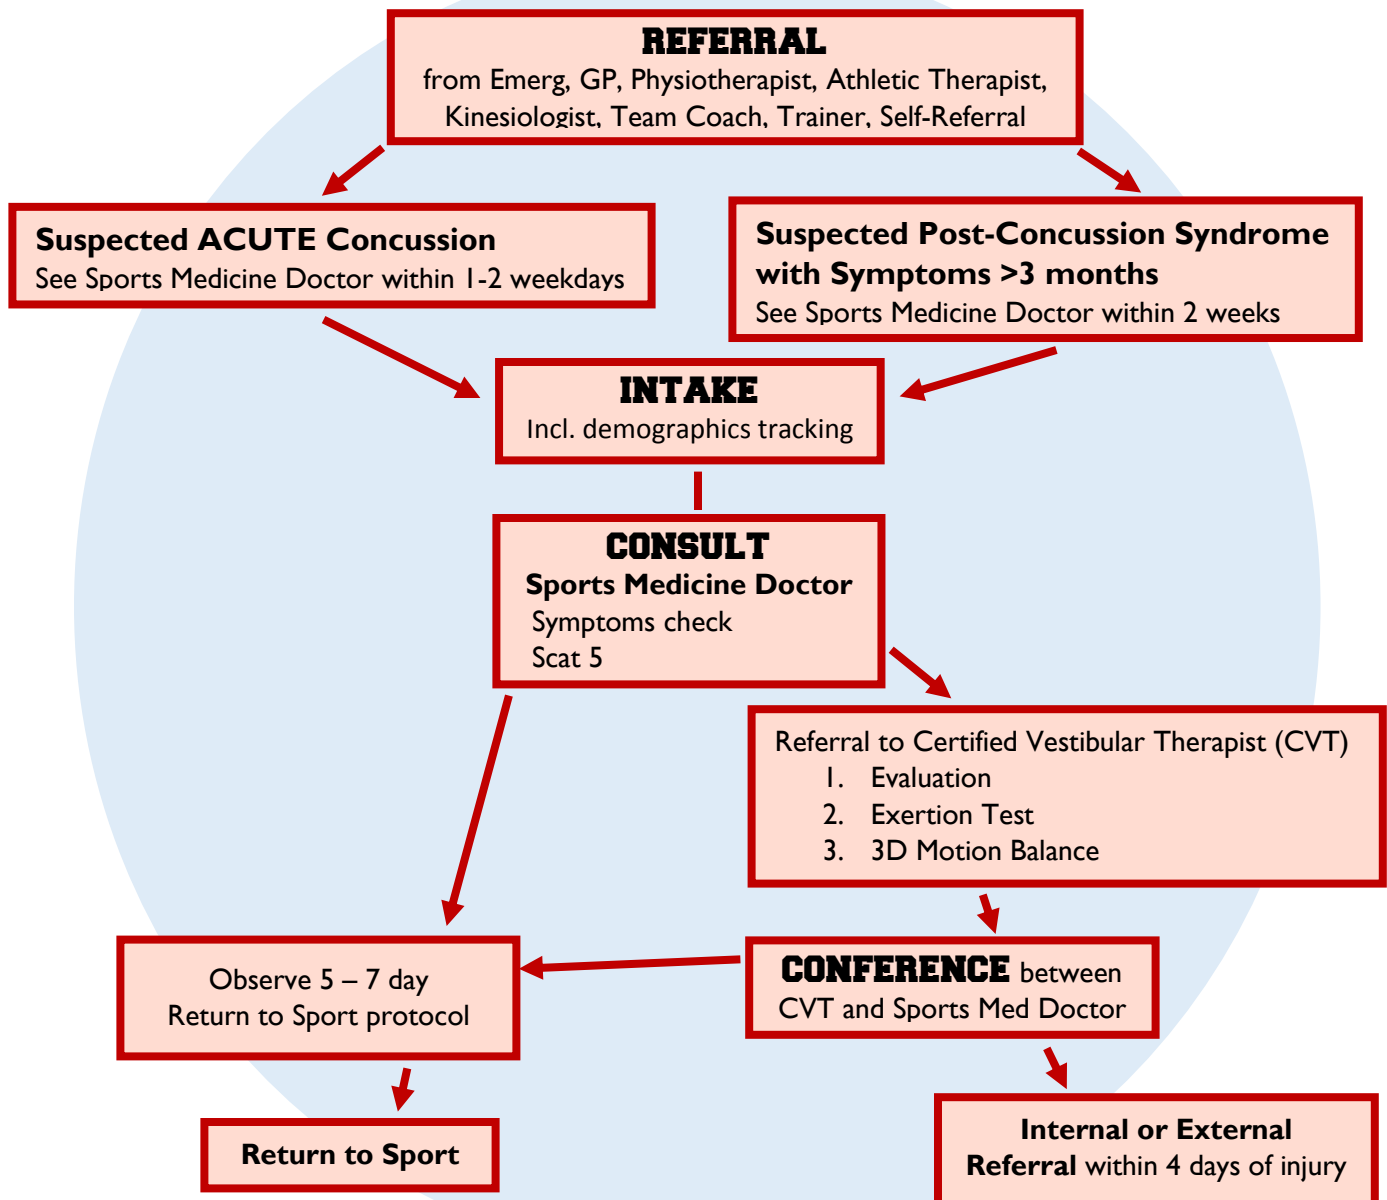 REFERRAL
from Emerg, GP, Physiotherapist, Athletic Therapist,
Kinesiologist, Team Coach, Trainer, Self-Referral
Suspected ACUTE Concussion
See Sports Medicine Doctor within 1-2 weekdays
Suspected Post-Concussion Syndrome
with Symptoms >3 months
See Sports Medicine Doctor within 2 weeks
INTAKE
Incl. demographics tracking
CONSULT
Sports Medicine Doctor
Symptoms check
Scat 5
Referral to Certified Vestibular Therapist (CVT)
1. Evaluation
2. Exertion Test
3. 3D Motion Balance
Observe 5 – 7 day
Return to Sport protocol
CONFERENCE between
CVT and Sports Med Doctor
Return to Sport
Internal or External
Referral within 4 days of injury